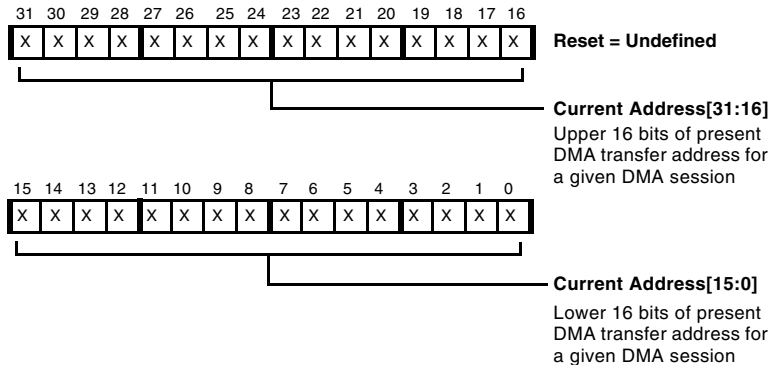 31 30 29 28 27 26 25 24 23 22 21 20 19 18 17 16
X X X X X X X X X X X X X X X X
Reset = Undefined
Current Address[31:16]
Upper 16 bits of present
DMA transfer address for
a given DMA session
15 14 13 12 11 10 9 8 7 6 5 4 3 2 1 0
X X X X X X X X X X X X X X X X
Current Address[15:0]
Lower 16 bits of present
DMA transfer address for
a given DMA session